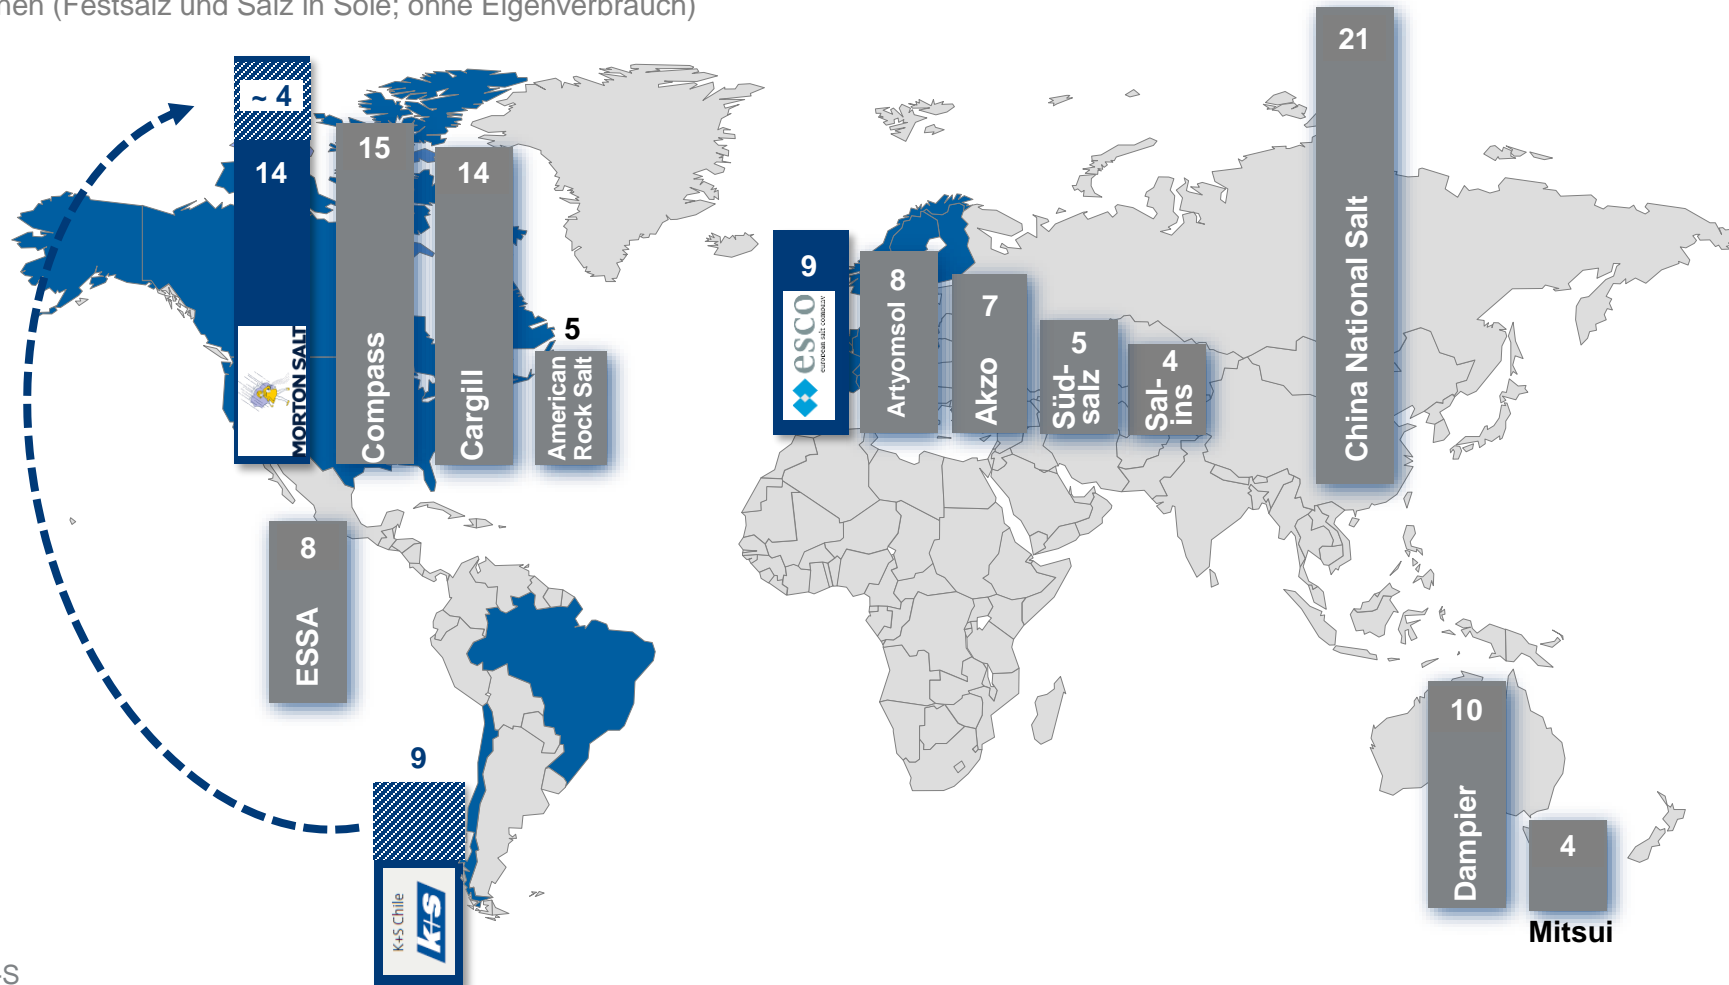 (Festsalz und Salz in Sole; ohne Eigenverbrauch)
21
~ 4
15
14
14
China National Salt
9
8
esco
european salt company
Artyomsol
7
Akzo
5
Süd-
salz
4
Sal-
ins
5
MORTON SALT
Compass
Cargill
American
Rock Salt
8
ESSA
9
K+S Chile
K+S
10
Dampier
4
Mitsui